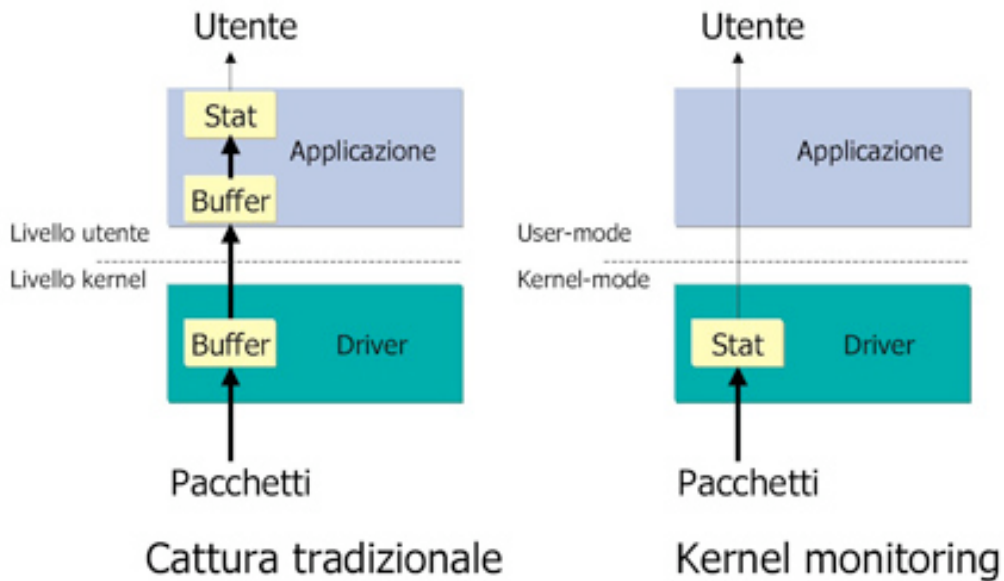 Utente
Stat
Applicazione
Buffer
Livello utente
Livello kernel
Buffer
Driver
Pacchetti
Cattura tradizionale
Utente
Applicazione
User-mode
Kernel-mode
Stat
Driver
Pacchetti
Kernel monitoring